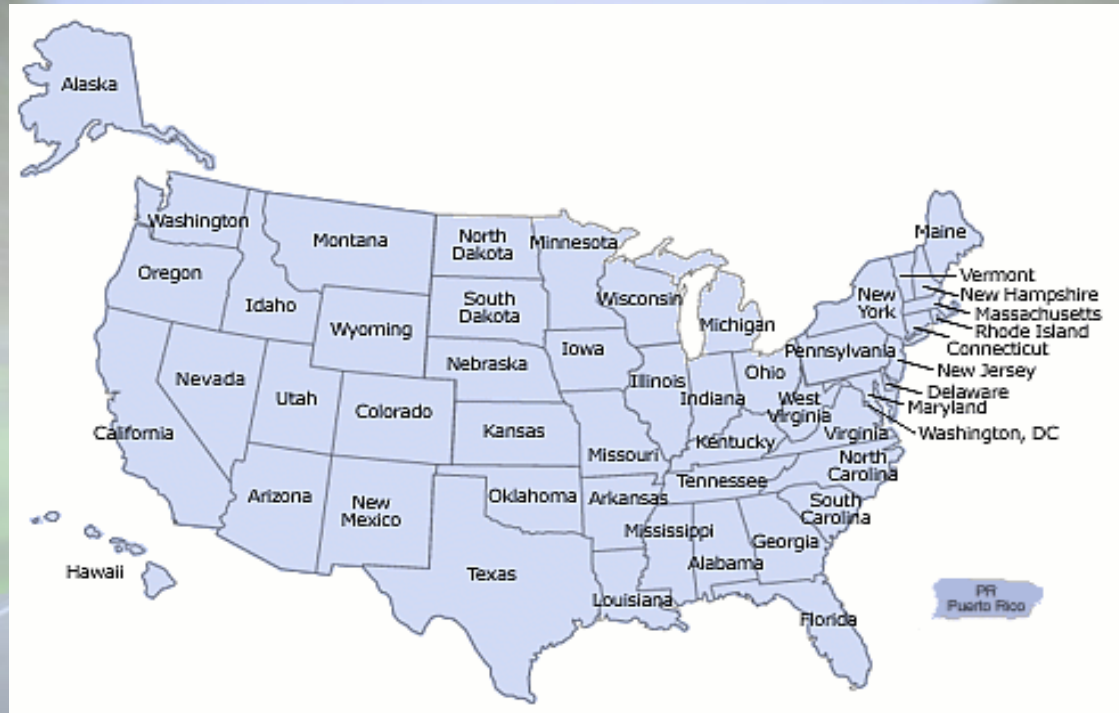 Alaska
Washington
Montana
North
Dakota
Minnesota
Maine
Oregon
Idaho
Wyoming
South
Dakota
Wisconsin
Michigan
New
York
Vermont
New Hampshire
Massachusetts
Rhode Island
Connecticut
Nevada
Utah
Colorado
Nebraska
Iowa
Illinois
Indiana
Ohio
Pennsylvania
New Jersey
Delaware
Maryland
Washington, DC
California
Kansas
Missouri
Kentucky
West
Virginia
Virginia
Arizona
New
Mexico
Oklahoma
Arkansas
Tennessee
North
Carolina
South
Carolina
Hawaii
Texas
Louisiana
Mississippi
Alabama
Georgia
Florida
PR
Puerto Rico